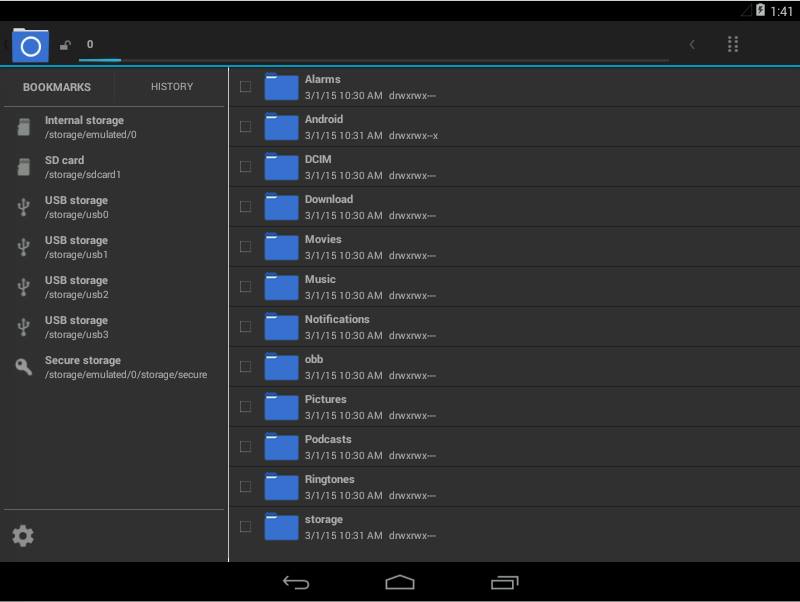 1:41
0
BOOKMARKS
HISTORY
Internal storage
/storage/emulated/0
SD card
/storage/sdcard1
USB storage
/storage/usb0
USB storage
/storage/usb1
USB storage
/storage/usb2
USB storage
/storage/usb3
Secure storage
/storage/emulated/0/storage/secure
Alarms
3/1/15 10:30 AM drwxrwx---
Android
3/1/15 10:31 AM drwxrwx--x
DCIM
3/1/15 10:30 AM drwxrwx---
Download
3/1/15 10:30 AM drwxrwx---
Movies
3/1/15 10:30 AM drwxrwx---
Music
3/1/15 10:30 AM drwxrwx---
Notifications
3/1/15 10:30 AM drwxrwx---
obb
3/1/15 10:30 AM drwxrwx---
Pictures
3/1/15 10:30 AM drwxrwx---
Podcasts
3/1/15 10:30 AM drwxrwx---
Ringtones
3/1/15 10:30 AM drwxrwx---
storage
3/1/15 10:31 AM drwxrwx---